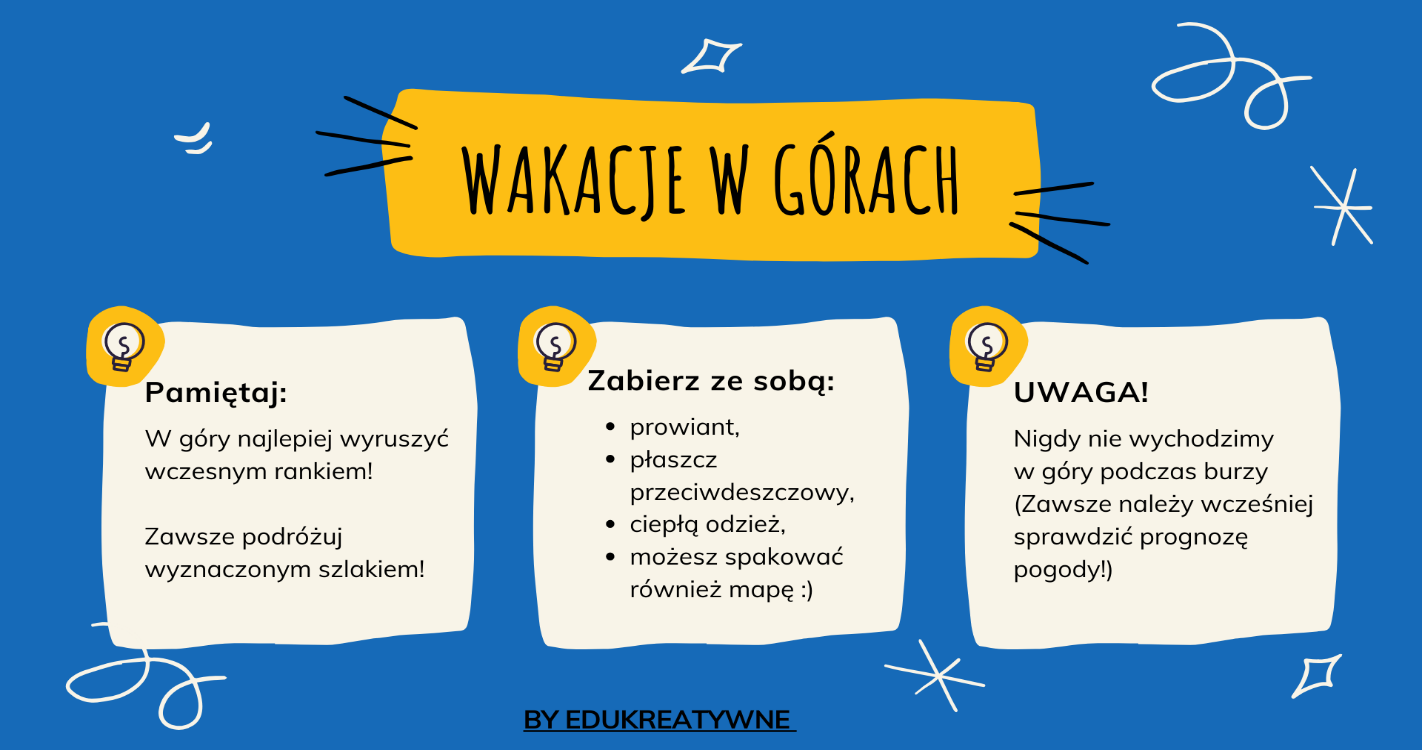 WAKACJE W GÓRACH
Pamiętaj:
W góry najlepiej wyruszyć
wczesnym rankiem!
Zawsze podróżuj
wyznaczonym szlakiem!
Zabierz ze sobą:
• prowiant,
• płaszcz
przeciwdeszczowy,
• ciepłą odzież,
• możesz spakować
również mapę :)
UWAGA!
Nigdy nie wychodzimy
w góry podczas burzy
(Zawsze należy wcześniej
sprawdzić prognozę
pogody!)
BY EDUKREATYWNE